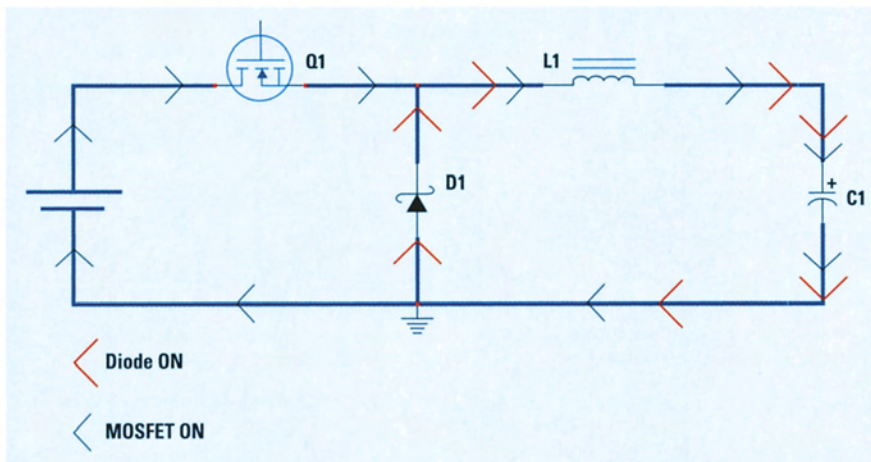 Q1
L1
D1
+
C1
Diode ON
MOSFET ON